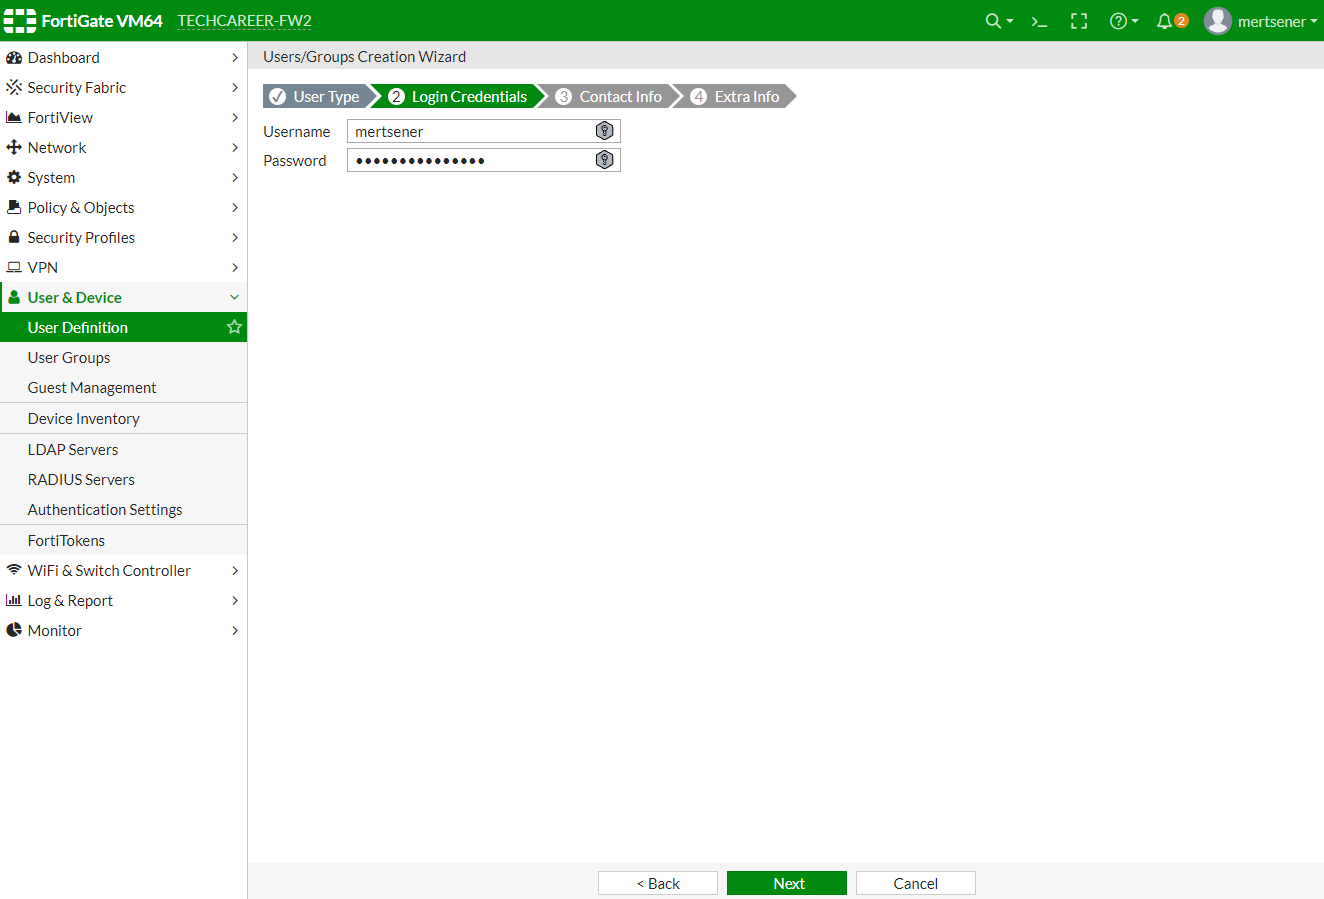 FortiGate VM64 TECHCAREER-FW2 2 mertsener
Dashboard
Security Fabric
FortiView
Network
System
Policy & Objects
Security Profiles
VPN
User & Device
User Definition
User Groups
Guest Management
Device Inventory
LDAP Servers
RADIUS Servers
Authentication Settings
FortiTokens
WiFi & Switch Controller
Log & Report
Monitor
Users/Groups Creation Wizard
User Type 2 Login Credentials 3 Contact Info 4 Extra Info
Username mertsener
Password •••••••••••••••
< Back Next Cancel